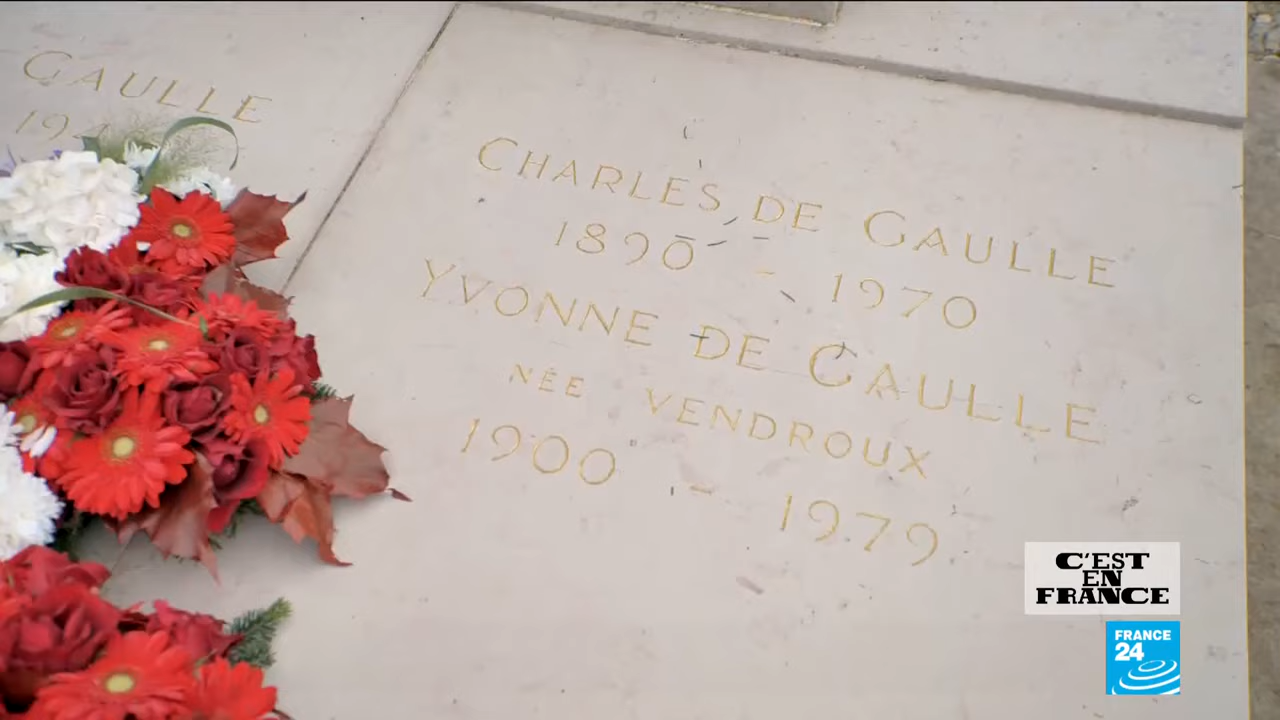 GAULLE
CHARLES DE GAULLE
1890 - 1970
YVONNE DE GAULLE
NÉE VENDROUX
1900 - 1979
C'EST
EN
FRANCE
FRANCE
24